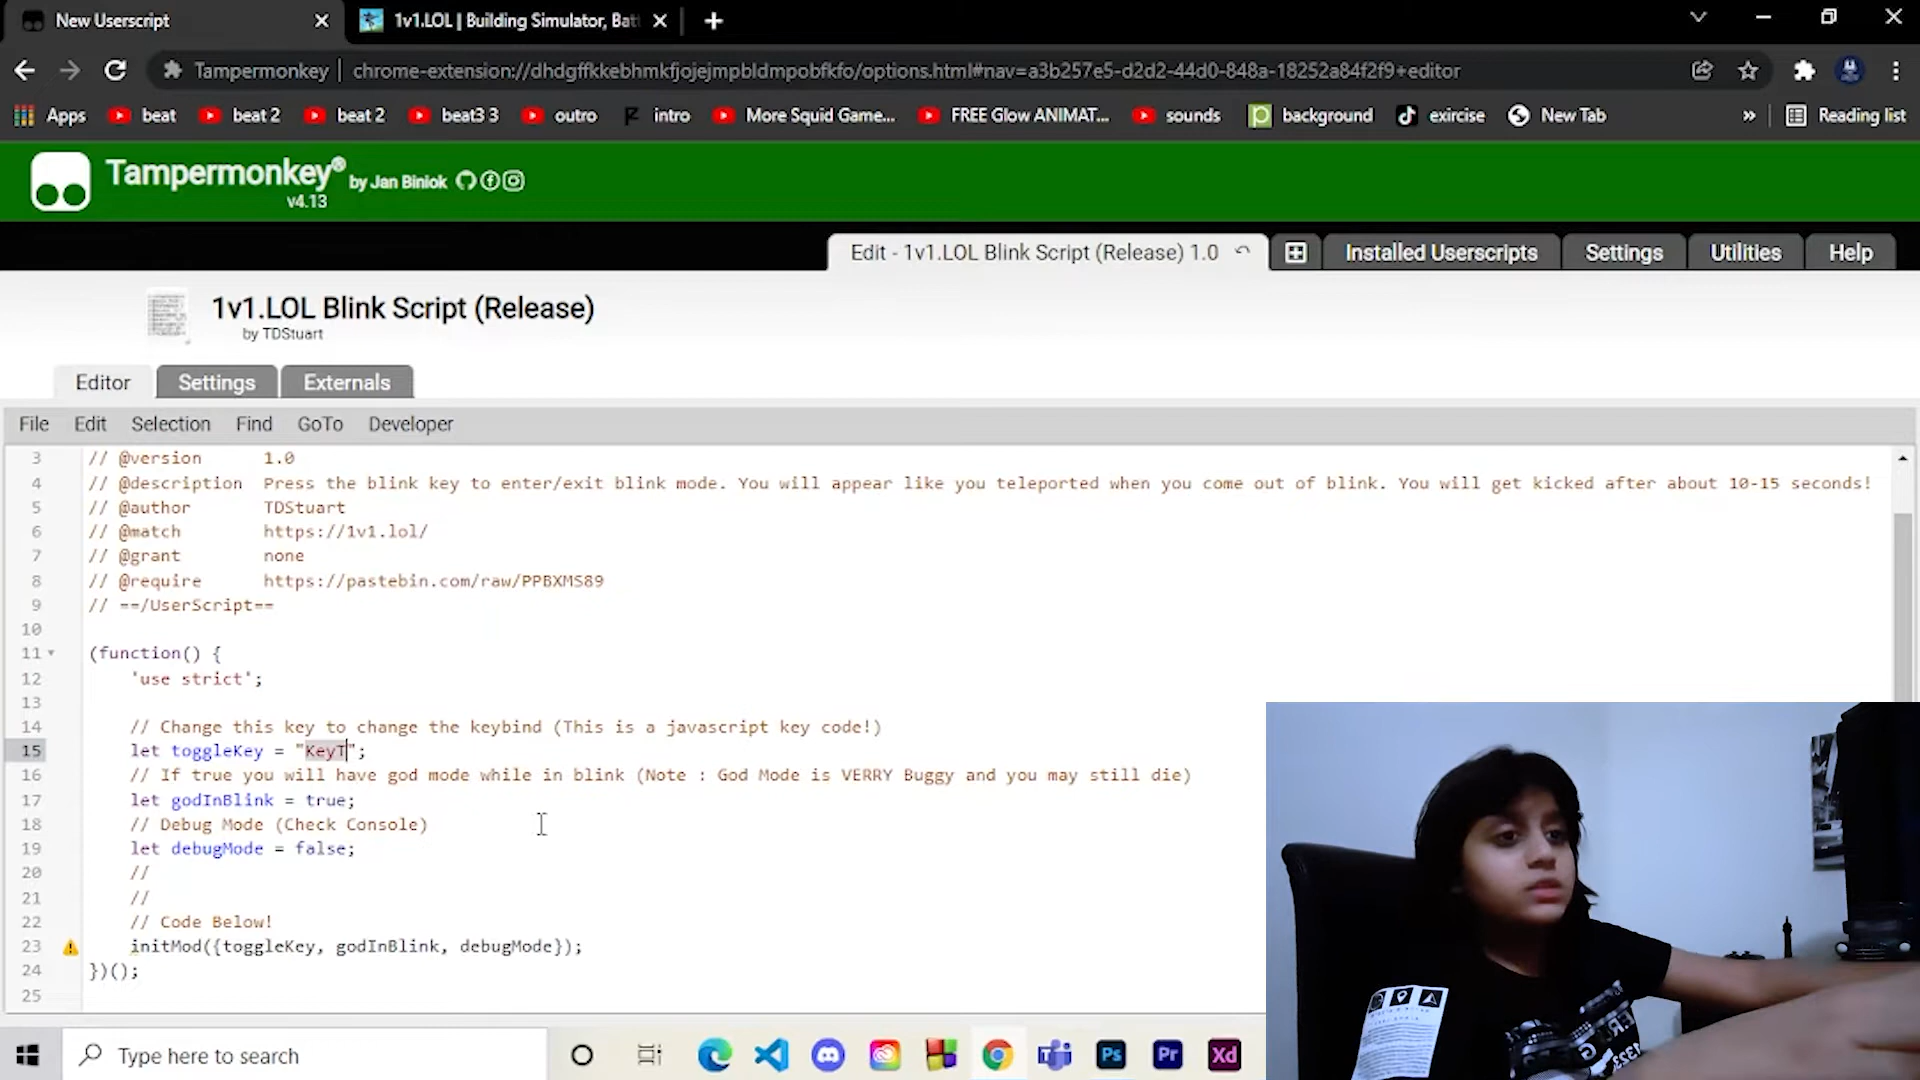 New Userscript
1v1.LOL | Building Simulator, Bat
Tampermonkey
chrome-extension://dhdgffkkebhmkfjojejmpbldmpobfkfo/options.html#nav=a3b257e5-d2d2-44d0-848a-18252a84f2f9+editor
Apps
beat
beat 2
beat 2
beat3 3
outro
intro
More Squid Game...
FREE Glow ANIMAT...
sounds
background
exircise
New Tab
»
Reading list
Tampermonkey® by Jan Biniok
v4.13
Edit - 1v1.LOL Blink Script (Release) 1.0
Installed Userscripts
Settings
Utilities
Help
1v1.LOL Blink Script (Release)
by TDStuart
Editor
Settings
Externals
File
Edit
Selection
Find
GoTo
Developer
3 // @version 1.0
4 // @description Press the blink key to enter/exit blink mode. You will appear like you teleported when you come out of blink. You will get kicked after about 10-15 seconds!
5 // @author TDStuart
6 // @match https://1v1.lol/
7 // @grant none
8 // @require https://pastebin.com/raw/PPBXMS89
9 // ==/UserScript==
10
11 (function() {
12 'use strict';
13
14 // Change this key to change the keybind (This is a javascript key code!)
15 let toggleKey = "KeyT";
16 // If true you will have god mode while in blink (Note : God Mode is VERRY Buggy and you may still die)
17 let godInBlink = true;
18 // Debug Mode (Check Console)
19 let debugMode = false;
20 //
21 //
22 // Code Below!
23 initMod({toggleKey, godInBlink, debugMode});
24 })();
25
Type here to search
Ps
Pr
Xd